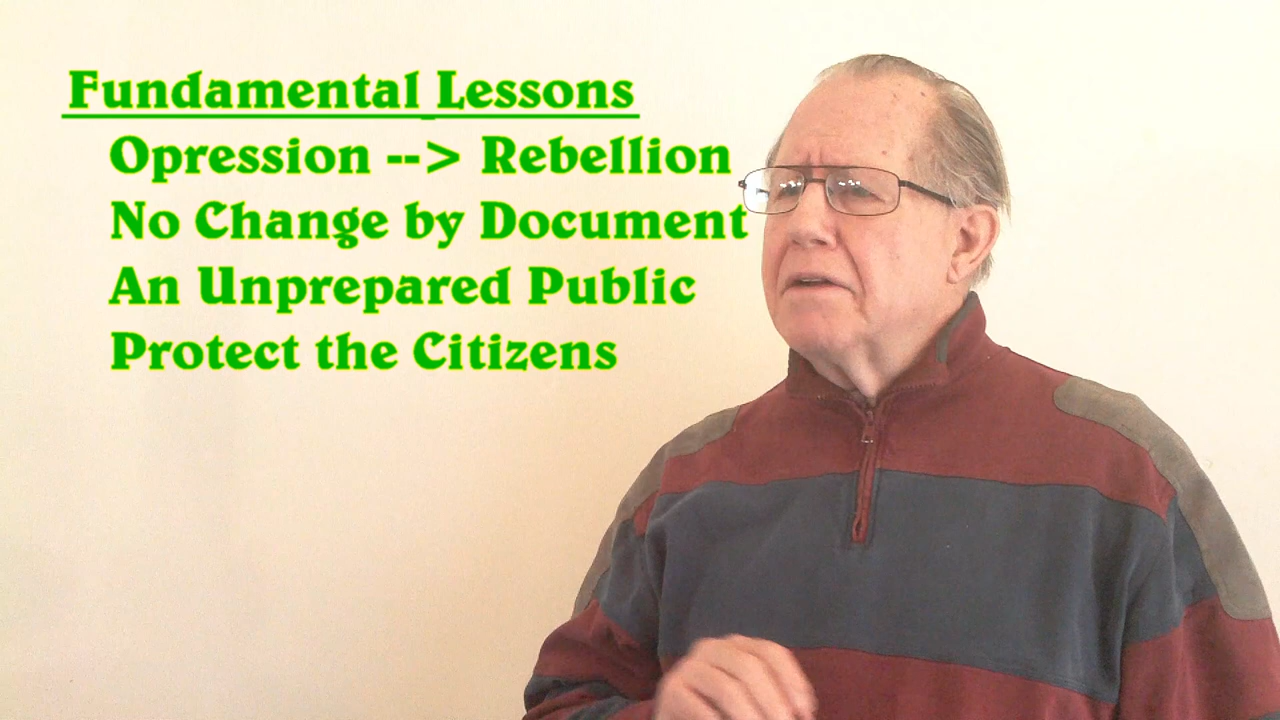 Fundamental Lessons
Opression --> Rebellion
No Change by Document
An Unprepared Public
Protect the Citizens